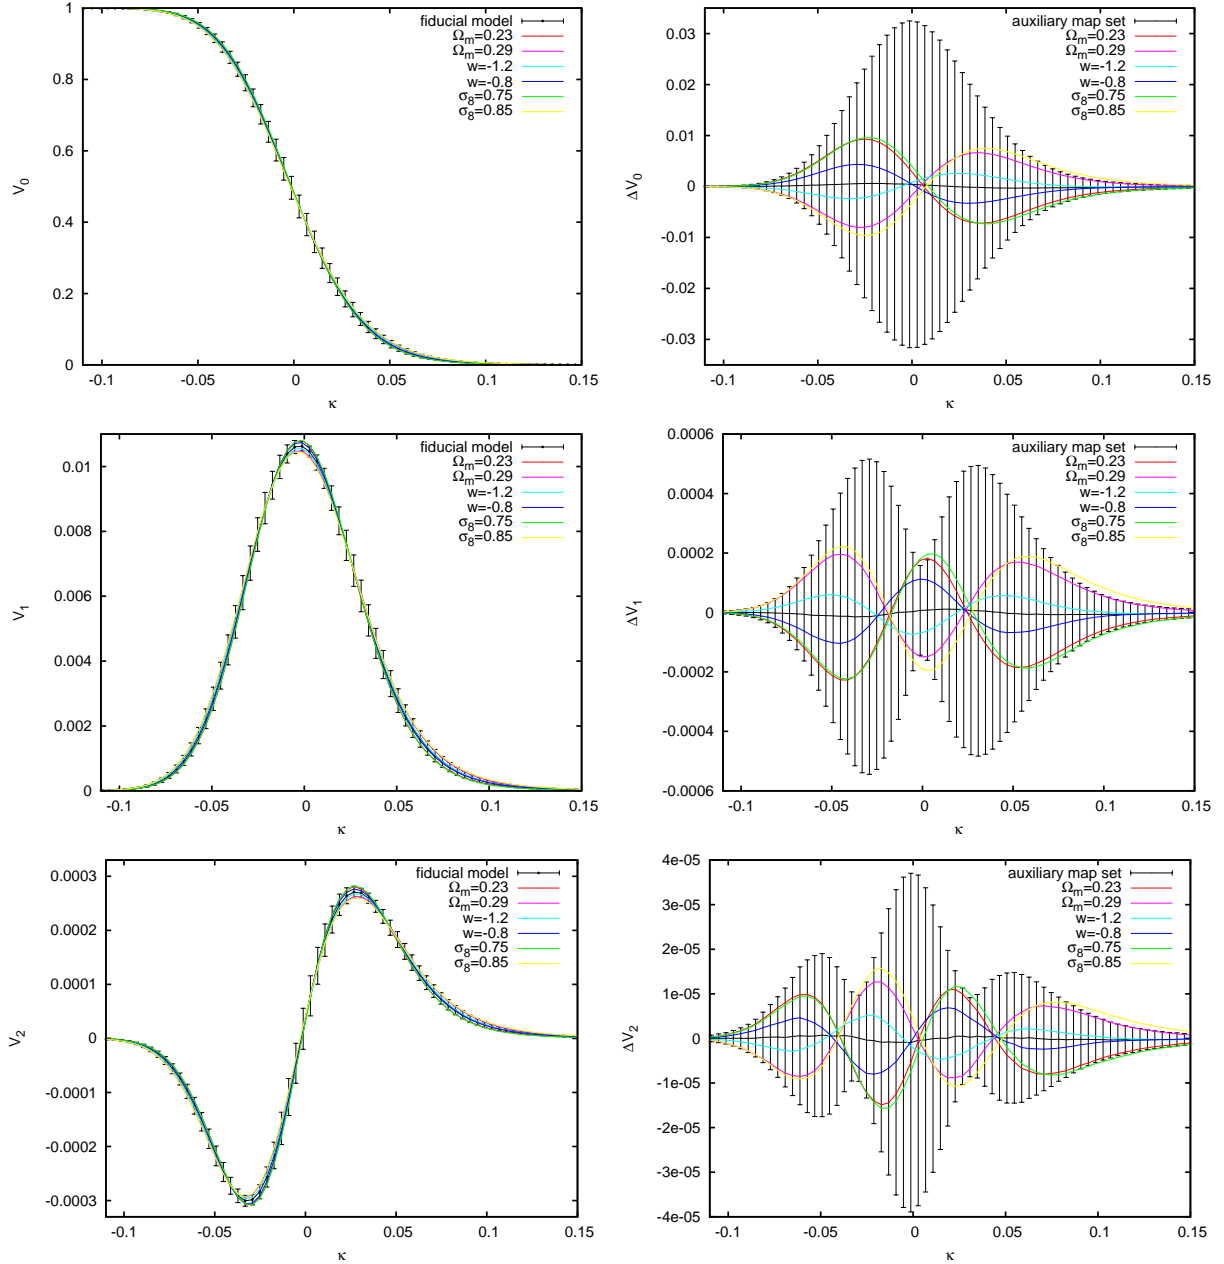 1
0.8
0.6
0.4
0.2
0
V₀
-0.1 -0.05 0 0.05 0.1 0.15
κ
fiducial model
Ωₘ=0.23
Ωₘ=0.29
w=-1.2
w=-0.8
σ₈=0.75
σ₈=0.85
0.03
0.02
0.01
0
-0.01
-0.02
-0.03
ΔV₀
-0.1 -0.05 0 0.05 0.1 0.15
κ
auxiliary map set
Ωₘ=0.23
Ωₘ=0.29
w=-1.2
w=-0.8
σ₈=0.75
σ₈=0.85
0.01
0.008
0.006
0.004
0.002
0
V₁
-0.1 -0.05 0 0.05 0.1 0.15
κ
fiducial model
Ωₘ=0.23
Ωₘ=0.29
w=-1.2
w=-0.8
σ₈=0.75
σ₈=0.85
0.0006
0.0004
0.0002
0
-0.0002
-0.0004
-0.0006
ΔV₁
-0.1 -0.05 0 0.05 0.1 0.15
κ
auxiliary map set
Ωₘ=0.23
Ωₘ=0.29
w=-1.2
w=-0.8
σ₈=0.75
σ₈=0.85
0.0003
0.0002
0.0001
0
-0.0001
-0.0002
-0.0003
V₂
-0.1 -0.05 0 0.05 0.1 0.15
κ
fiducial model
Ωₘ=0.23
Ωₘ=0.29
w=-1.2
w=-0.8
σ₈=0.75
σ₈=0.85
4e-05
3e-05
2e-05
1e-05
0
-1e-05
-2e-05
-3e-05
-4e-05
ΔV₂
-0.1 -0.05 0 0.05 0.1 0.15
κ
auxiliary map set
Ωₘ=0.23
Ωₘ=0.29
w=-1.2
w=-0.8
σ₈=0.75
σ₈=0.85